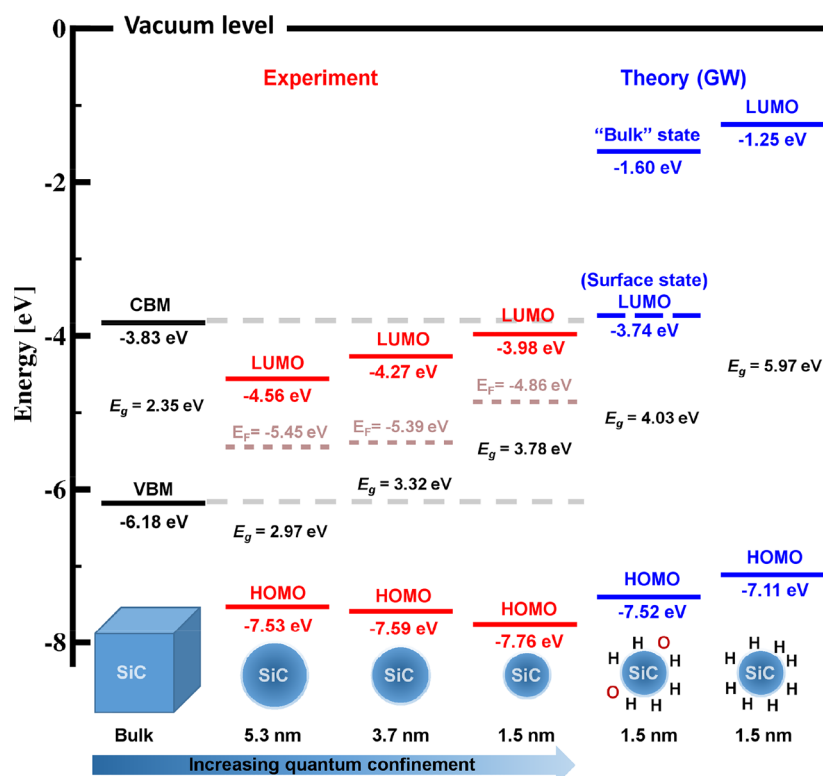 Vacuum level
0
-2
-4
-6
-8
Energy [eV]
Experiment
Theory (GW)
CBM
-3.83 eV
E_g = 2.35 eV
VBM
-6.18 eV
SiC
Bulk
LUMO
-4.56 eV
E_F= -5.45 eV
E_g = 2.97 eV
HOMO
-7.53 eV
SiC
5.3 nm
LUMO
-4.27 eV
E_F= -5.39 eV
E_g = 3.32 eV
HOMO
-7.59 eV
SiC
3.7 nm
LUMO
-3.98 eV
E_F= -4.86 eV
E_g = 3.78 eV
HOMO
-7.76 eV
SiC
1.5 nm
“Bulk” state
-1.60 eV
(Surface state)
LUMO
-3.74 eV
E_g = 4.03 eV
HOMO
-7.52 eV
H O
H H
SiC
O H
H H
1.5 nm
LUMO
-1.25 eV
E_g = 5.97 eV
HOMO
-7.11 eV
H H
H H
SiC
H H
H H
1.5 nm
Increasing quantum confinement